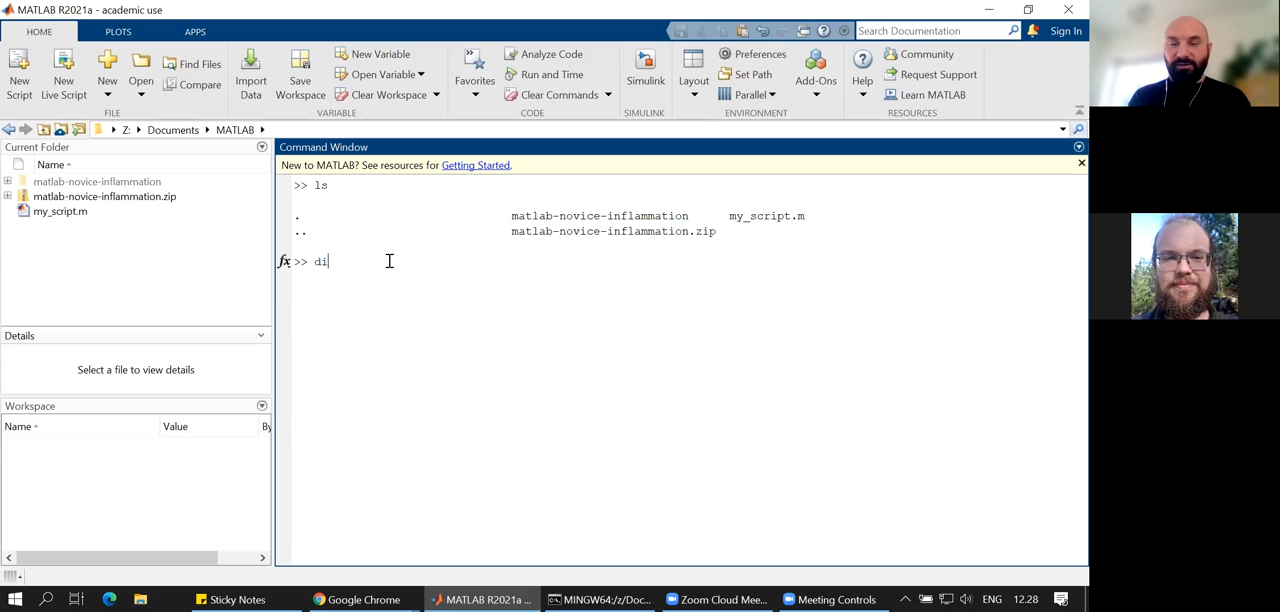 MATLAB R2021a - academic use
HOME PLOTS APPS
Search Documentation Sign In
New Script
New Live Script
New
Open
Find Files
Compare
FILE
Import Data
Save Workspace
New Variable
Open Variable
Clear Workspace
VARIABLE
Favorites
Analyze Code
Run and Time
Clear Commands
CODE
Simulink
SIMULINK
Layout
Preferences
Set Path
Parallel
Add-Ons
ENVIRONMENT
Help
Community
Request Support
Learn MATLAB
RESOURCES
Z: Documents MATLAB
Current Folder
Name
matlab-novice-inflammation
matlab-novice-inflammation.zip
my_script.m
Details
Select a file to view details
Workspace
Name Value By
Command Window
New to MATLAB? See resources for Getting Started.
>> ls
. matlab-novice-inflammation my_script.m
.. matlab-novice-inflammation.zip
fx >> di
Sticky Notes Google Chrome MATLAB R2021a ... MINGW64:/z/Doc... Zoom Cloud Mee... Meeting Controls ENG 12.28